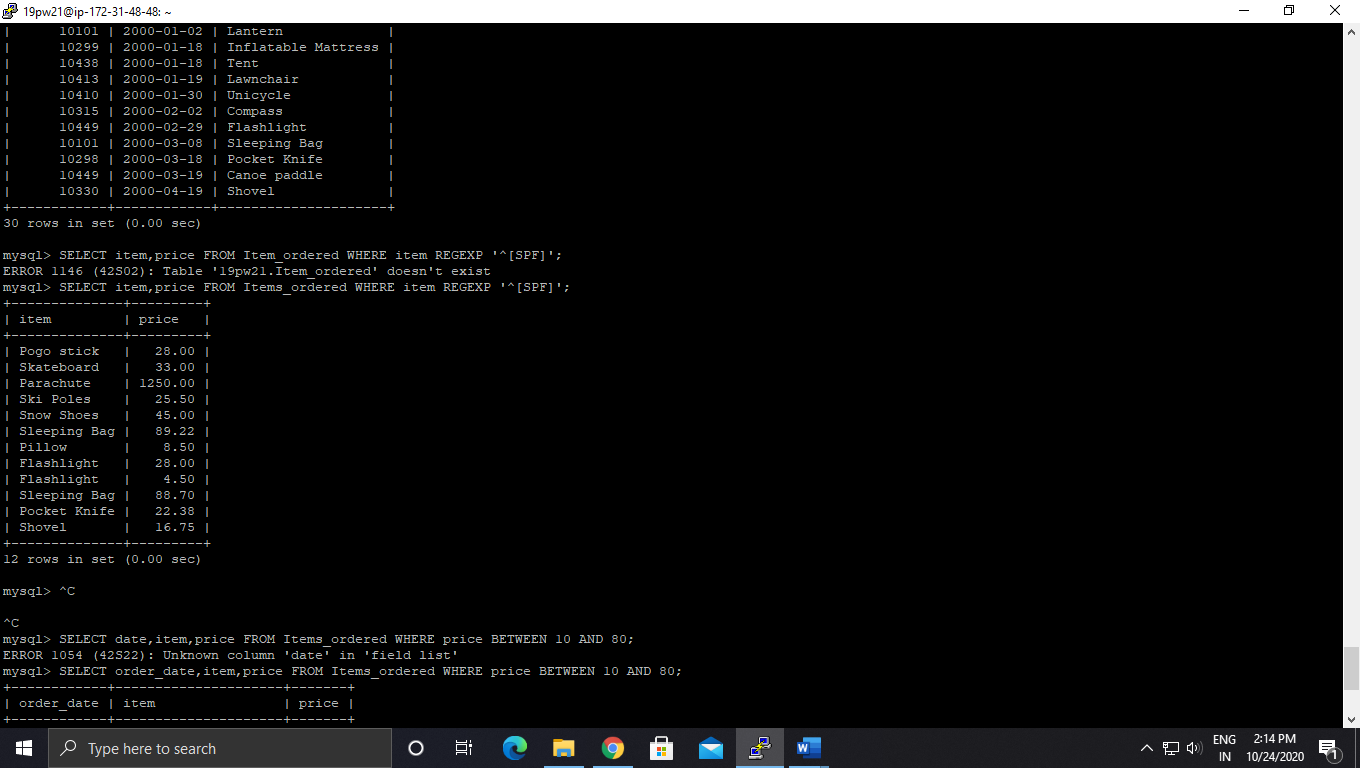 19pw21@ip-172-31-48-48: ~
|      10101 | 2000-01-02 | Lantern             |
|      10299 | 2000-01-18 | Inflatable Mattress |
|      10438 | 2000-01-18 | Tent                |
|      10413 | 2000-01-19 | Lawnchair           |
|      10410 | 2000-01-30 | Unicycle            |
|      10315 | 2000-02-02 | Compass             |
|      10449 | 2000-02-29 | Flashlight          |
|      10101 | 2000-03-08 | Sleeping Bag        |
|      10298 | 2000-03-18 | Pocket Knife        |
|      10449 | 2000-03-19 | Canoe paddle        |
|      10330 | 2000-04-19 | Shovel              |
+------------+------------+---------------------+
30 rows in set (0.00 sec)
mysql> SELECT item,price FROM Item_ordered WHERE item REGEXP '^[SPF]';
ERROR 1146 (42S02): Table '19pw21.Item_ordered' doesn't exist
mysql> SELECT item,price FROM Items_ordered WHERE item REGEXP '^[SPF]';
+--------------+---------+
| item         | price   |
+--------------+---------+
| Pogo stick   |   28.00 |
| Skateboard   |   33.00 |
| Parachute    | 1250.00 |
| Ski Poles    |   25.50 |
| Snow Shoes   |   45.00 |
| Sleeping Bag |   89.22 |
| Pillow       |    8.50 |
| Flashlight   |   28.00 |
| Flashlight   |    4.50 |
| Sleeping Bag |   88.70 |
| Pocket Knife |   22.38 |
| Shovel       |   16.75 |
+--------------+---------+
12 rows in set (0.00 sec)
mysql> ^C
^C
mysql> SELECT date,item,price FROM Items_ordered WHERE price BETWEEN 10 AND 80;
ERROR 1054 (42S22): Unknown column 'date' in 'field list'
mysql> SELECT order_date,item,price FROM Items_ordered WHERE price BETWEEN 10 AND 80;
+------------+---------------------+-------+
| order_date | item                | price |
+------------+---------------------+-------+
Type here to search
ENG
IN
2:14 PM
10/24/2020
1